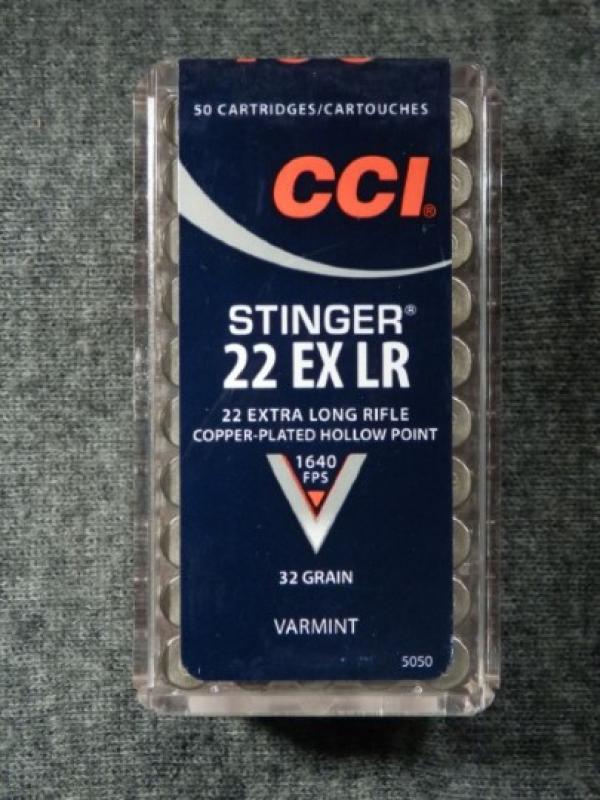 50 CARTRIDGES/CARTOUCHES
CCI®
STINGER®
22 EX LR
22 EXTRA LONG RIFLE
COPPER-PLATED HOLLOW POINT
1640
FPS
32 GRAIN
VARMINT
5050